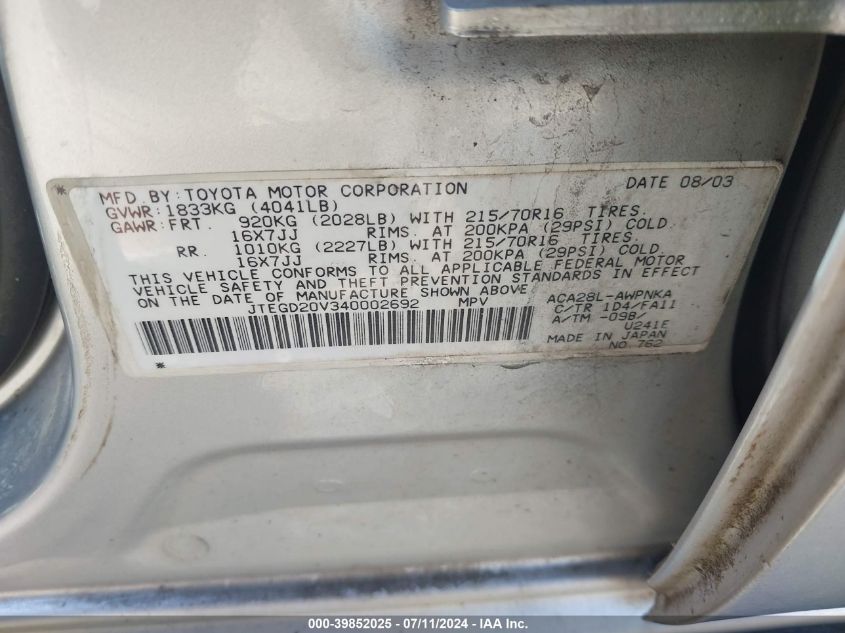 MFD. BY: TOYOTA MOTOR CORPORATION DATE 08/03
GVWR: 1833KG (4041LB)
GAWR: FRT. 920KG (2028LB) WITH 215/70R16 TIRES.
16X7JJ RIMS. AT 200KPA (29PSI) COLD
RR. 1010KG (2227LB) WITH 215/70R16 TIRES.
16X7JJ RIMS. AT 200KPA (29PSI) COLD
THIS VEHICLE CONFORMS TO ALL APPLICABLE FEDERAL MOTOR
VEHICLE SAFETY AND THEFT PREVENTION STANDARDS IN EFFECT
ON THE DATE OF MANUFACTURE SHOWN ABOVE.
JTEGD20V340002692 MPV
ACA28L-AWPNKA
C/TR 1D4/FA11
A/TM -09B/
U241E
MADE IN JAPAN
NO. 762
000-39852025 07/11/2024 - IAA Inc.